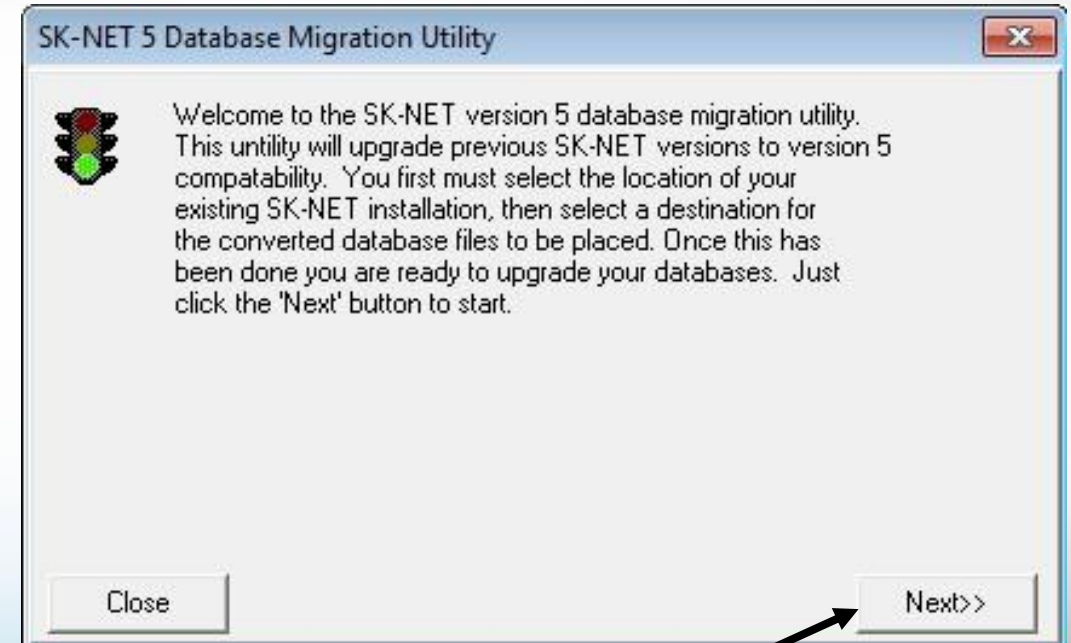 SK-NET 5 Database Migration Utility
Welcome to the SK-NET version 5 database migration utility.
This untility will upgrade previous SK-NET versions to version 5
compatability.  You first must select the location of your
existing SK-NET installation, then select a destination for
the converted database files to be placed. Once this has
been done you are ready to upgrade your databases.  Just
click the 'Next' button to start.
Close
Next>>